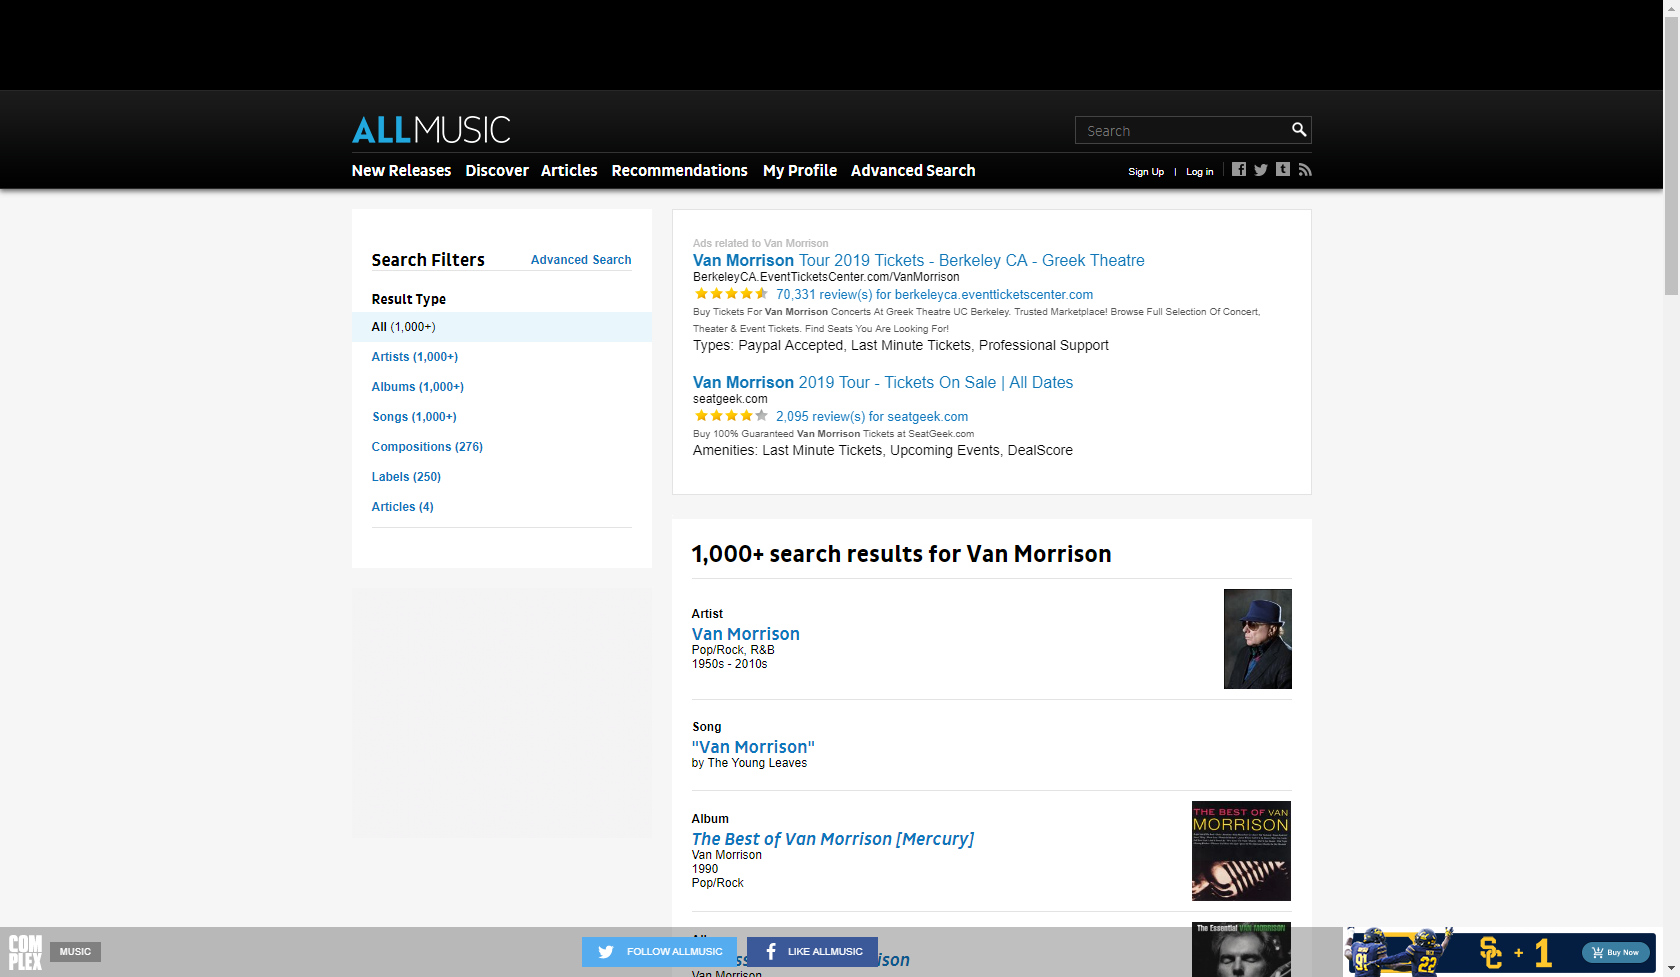 ALLMUSIC
Search
New Releases Discover Articles Recommendations My Profile Advanced Search
Sign Up | Log in
Search Filters
Advanced Search
Result Type
All (1,000+)
Artists (1,000+)
Albums (1,000+)
Songs (1,000+)
Compositions (276)
Labels (250)
Articles (4)
Ads related to Van Morrison
Van Morrison Tour 2019 Tickets - Berkeley CA - Greek Theatre
BerkeleyCA.EventTicketsCenter.com/VanMorrison
70,331 review(s) for berkeleyca.eventticketscenter.com
Buy Tickets For Van Morrison Concerts At Greek Theatre UC Berkeley. Trusted Marketplace! Browse Full Selection Of Concert,
Theater & Event Tickets. Find Seats You Are Looking For!
Types: Paypal Accepted, Last Minute Tickets, Professional Support
Van Morrison 2019 Tour - Tickets On Sale | All Dates
seatgeek.com
2,095 review(s) for seatgeek.com
Buy 100% Guaranteed Van Morrison Tickets at SeatGeek.com
Amenities: Last Minute Tickets, Upcoming Events, DealScore
1,000+ search results for Van Morrison
Artist
Van Morrison
Pop/Rock, R&B
1950s - 2010s
Song
"Van Morrison"
by The Young Leaves
Album
The Best of Van Morrison [Mercury]
Van Morrison
1990
Pop/Rock
THE BEST OF VAN
MORRISON
The Essential VAN MORRISON
Van Morrison
COMPLEX
MUSIC
FOLLOW ALLMUSIC
LIKE ALLMUSIC
91
22
SC + 1
Buy Now